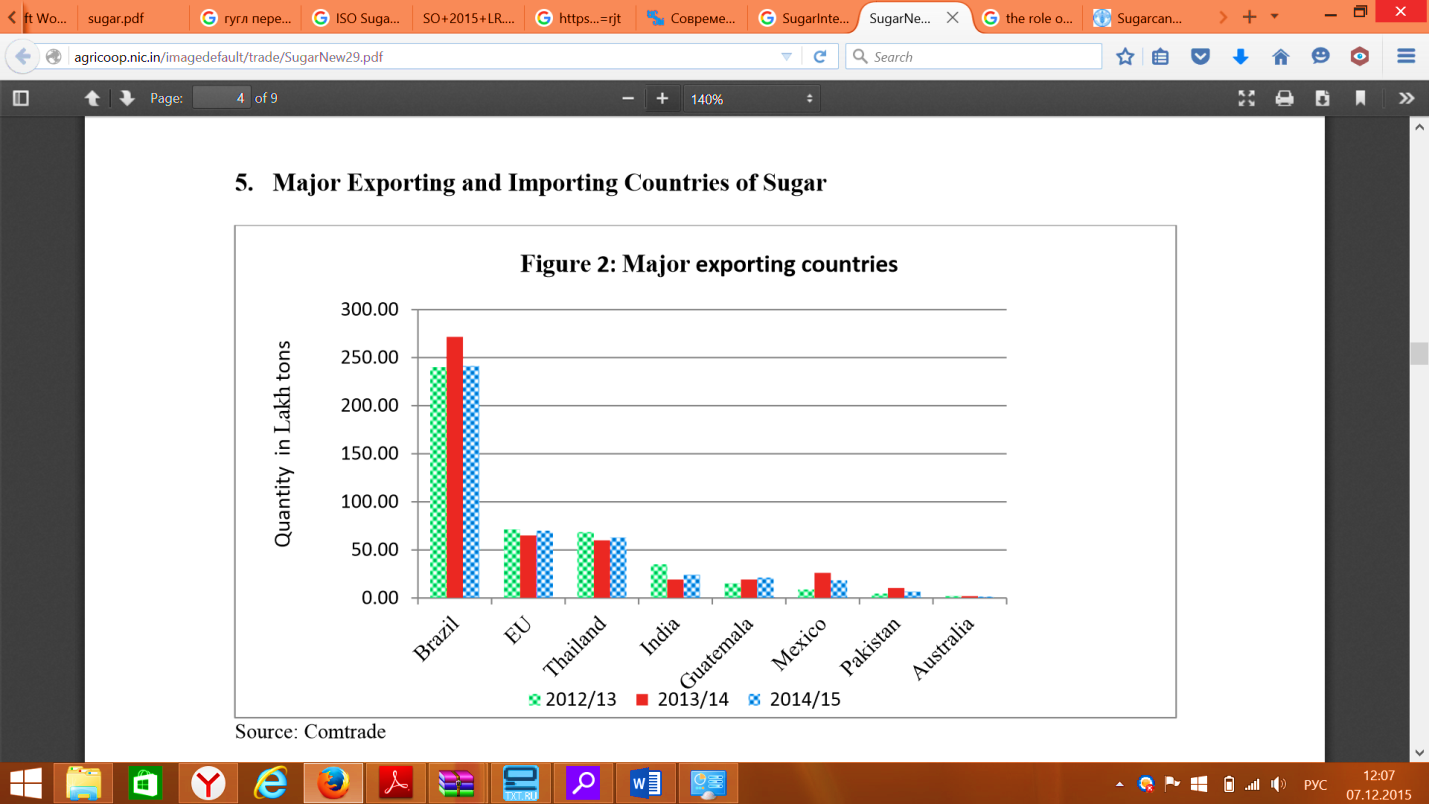 ft Wo...
sugar.pdf
гугл пере...
ISO Suga...
SO+2015+LR....
https...=rjt
Совреме...
SugarInte...
SugarNe...
the role o...
Sugarcan...
agricoop.nic.in/imagedefault/trade/SugarNew29.pdf
Search
Page: 4 of 9
140%
5. Major Exporting and Importing Countries of Sugar
Figure 2: Major exporting countries
Quantity in Lakh tons
300.00
250.00
200.00
150.00
100.00
50.00
0.00
Brazil
EU
Thailand
India
Guatemala
Mexico
Pakistan
Australia
2012/13 2013/14 2014/15
Source: Comtrade
TXT.RU
РУС
12:07
07.12.2015